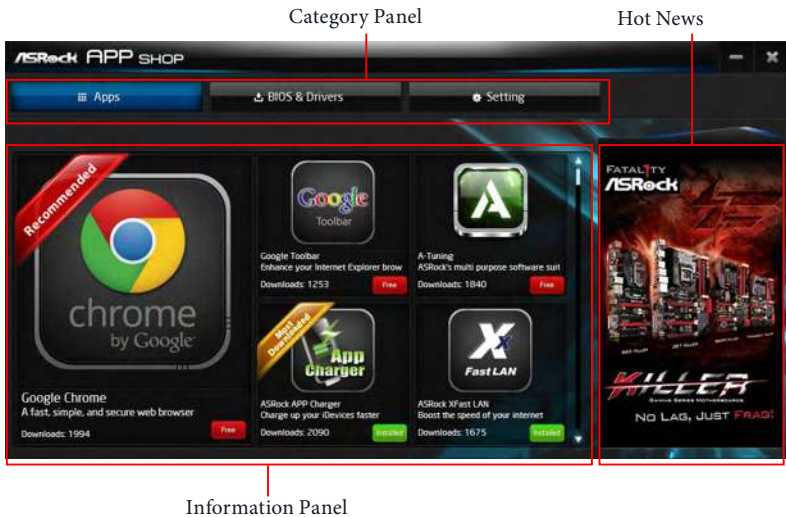 Category Panel
Hot News
ASRock APP SHOP
Apps
BIOS & Drivers
Setting
Recommended
chrome
by Google
Google Chrome
A fast, simple, and secure web browser
Downloads: 1994
Free
Google
Toolbar
Google Toolbar
Enhance your Internet Explorer brow
Downloads: 1253
Free
A
A-Tuning
ASRock's multi purpose software suit
Downloads: 1840
Free
Most
Downloaded
App
Charger
ASRock APP Charger
Charge up your iDevices faster
Downloads: 2090
Installed
X
Fast LAN
ASRock XFast LAN
Boost the speed of your internet
Downloads: 1675
Installed
FATAL1TY
ASRock
KILLER
GAMING SERIES MOTHERBOARDS
NO LAG, JUST FRAG!
Information Panel